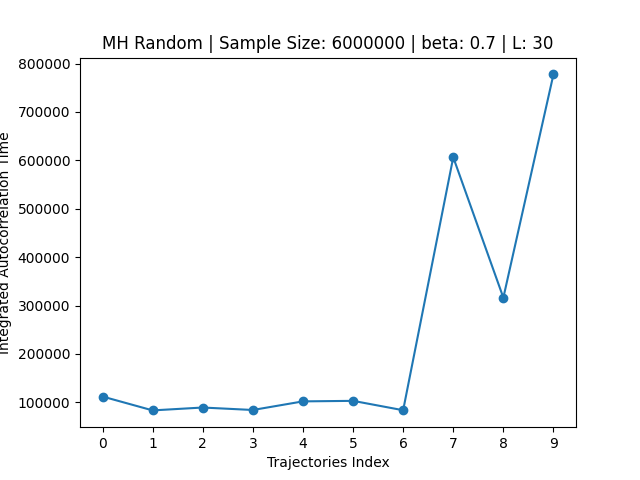 MH Random | Sample Size: 6000000 | beta: 0.7 | L: 30
800000
700000
600000
500000
400000
300000
200000
100000
Integrated Autocorrelation Time
0 1 2 3 4 5 6 7 8 9
Trajectories Index